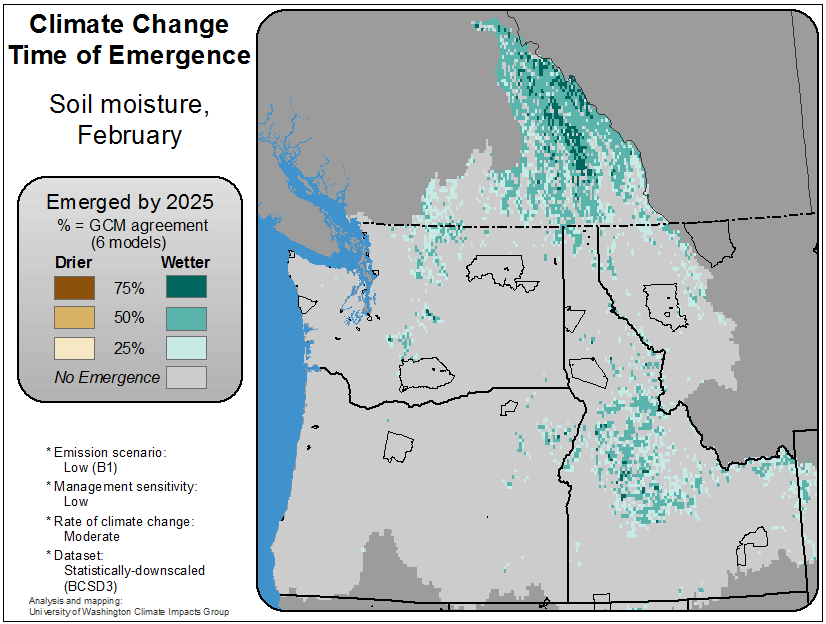 Climate Change
Time of Emergence
Soil moisture,
February
Emerged by 2025
% = GCM agreement
(6 models)
Drier Wetter
75%
50%
25%
No Emergence
* Emission scenario:
Low (B1)
* Management sensitivity:
Low
* Rate of climate change:
Moderate
* Dataset:
Statistically-downscaled
(BCSD3)
Analysis and mapping:
University of Washington Climate Impacts Group